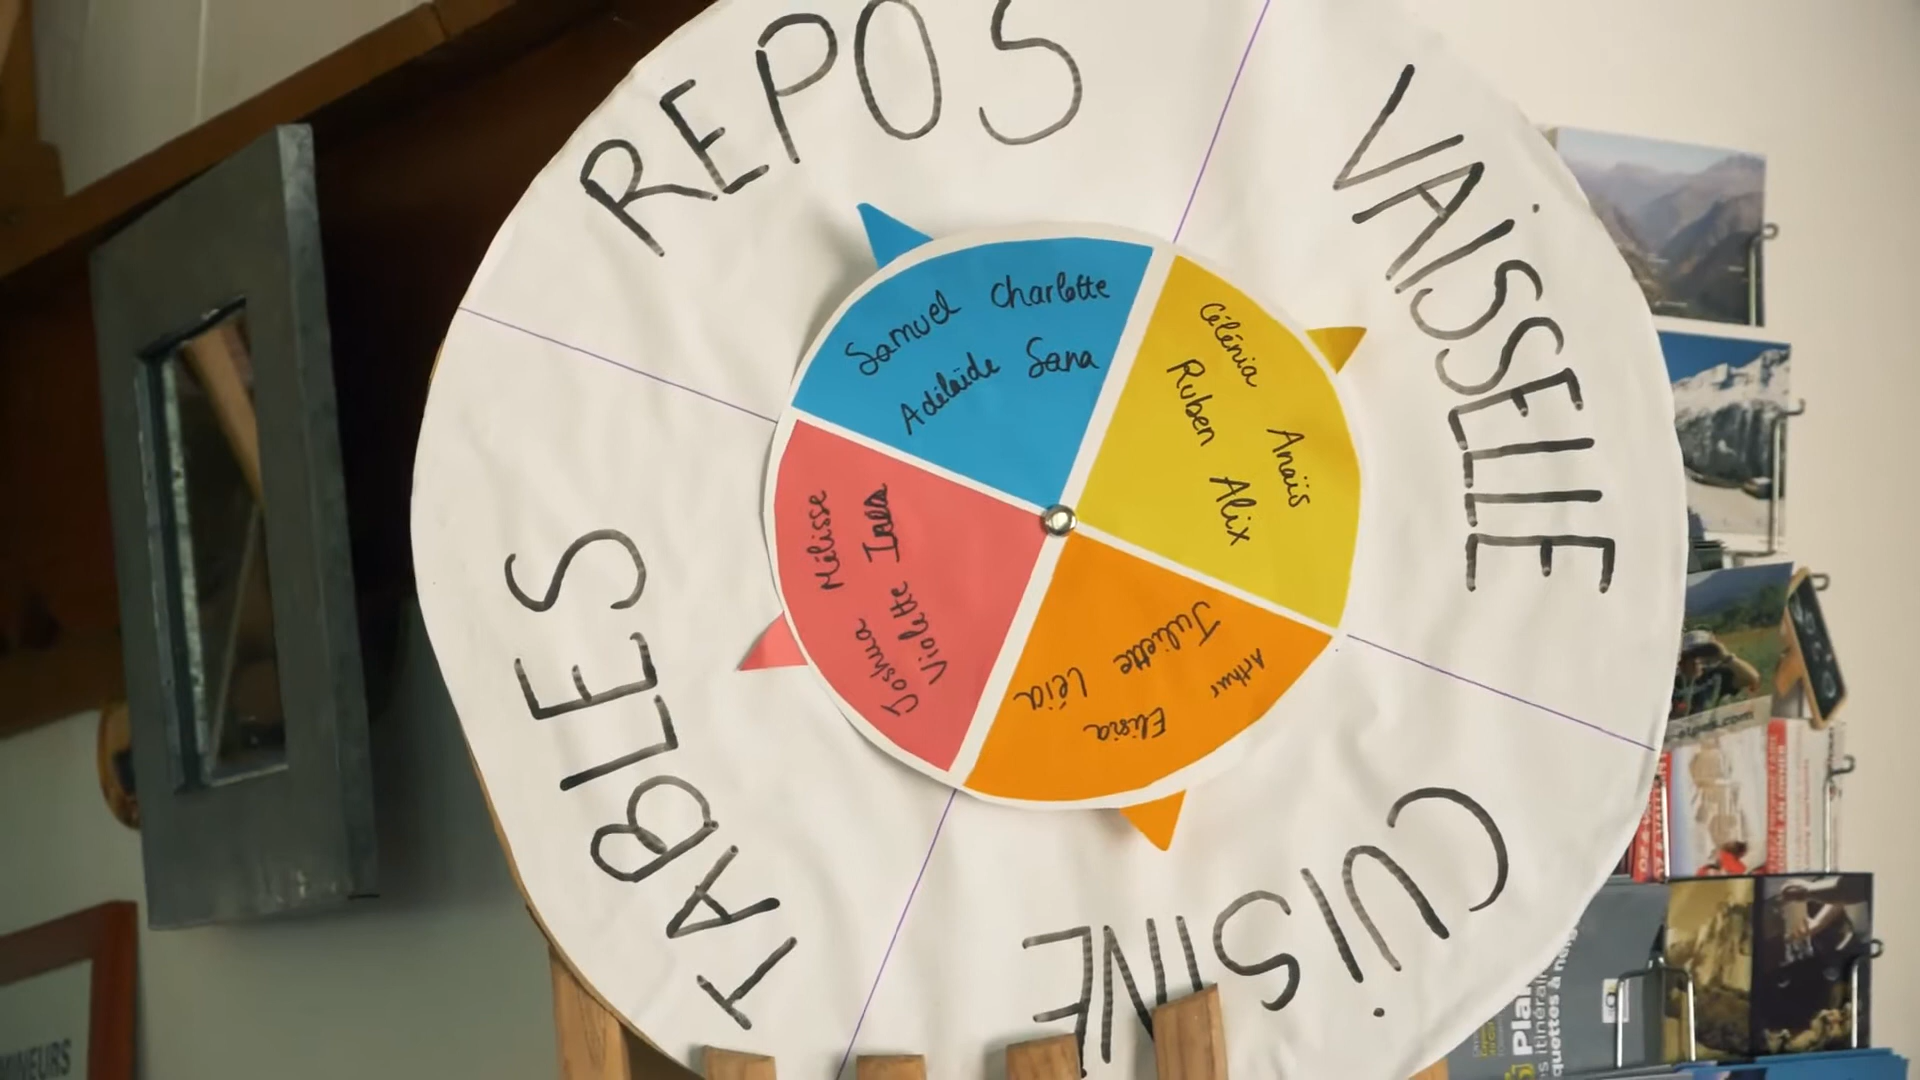 REPOS
VAISSELLE
CUISINE
TABLES
Samuel Charlotte
Adélaïde Sana
Célénia Anaïs
Ruben Alix
Arthur
Juliette Léia
Elisia
Mélisse
Joshua Violette
MINEURS